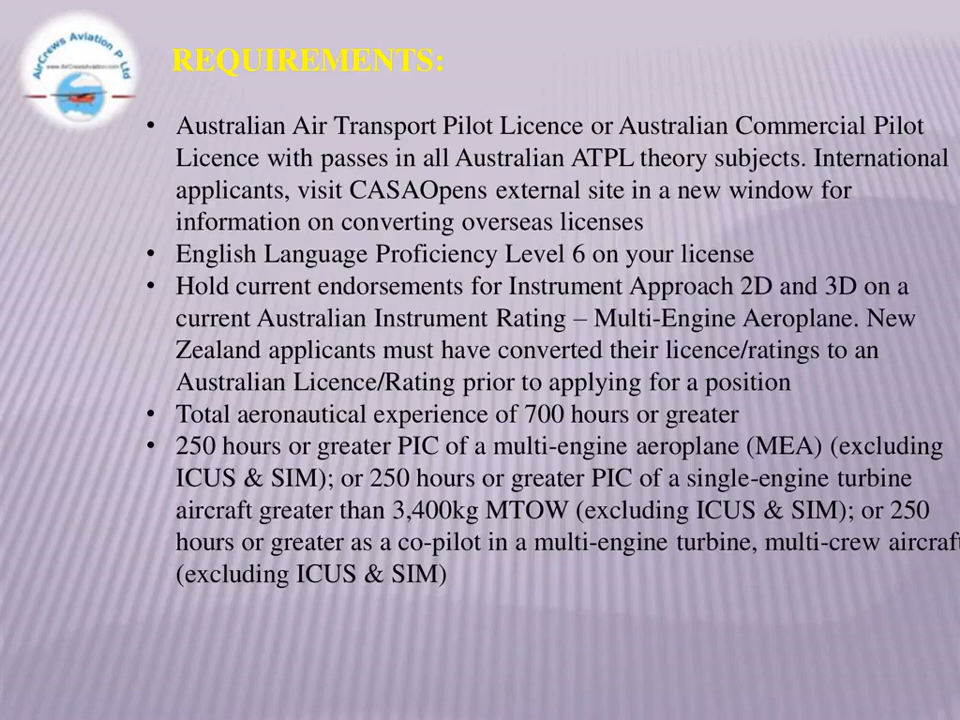 AirCrews Aviation P Ltd
www.AirCrewsAviation.com
REQUIREMENTS:
• Australian Air Transport Pilot Licence or Australian Commercial Pilot
Licence with passes in all Australian ATPL theory subjects. International
applicants, visit CASAOpens external site in a new window for
information on converting overseas licenses
• English Language Proficiency Level 6 on your license
• Hold current endorsements for Instrument Approach 2D and 3D on a
current Australian Instrument Rating – Multi-Engine Aeroplane. New
Zealand applicants must have converted their licence/ratings to an
Australian Licence/Rating prior to applying for a position
• Total aeronautical experience of 700 hours or greater
• 250 hours or greater PIC of a multi-engine aeroplane (MEA) (excluding
ICUS & SIM); or 250 hours or greater PIC of a single-engine turbine
aircraft greater than 3,400kg MTOW (excluding ICUS & SIM); or 250
hours or greater as a co-pilot in a multi-engine turbine, multi-crew aircraft
(excluding ICUS & SIM)